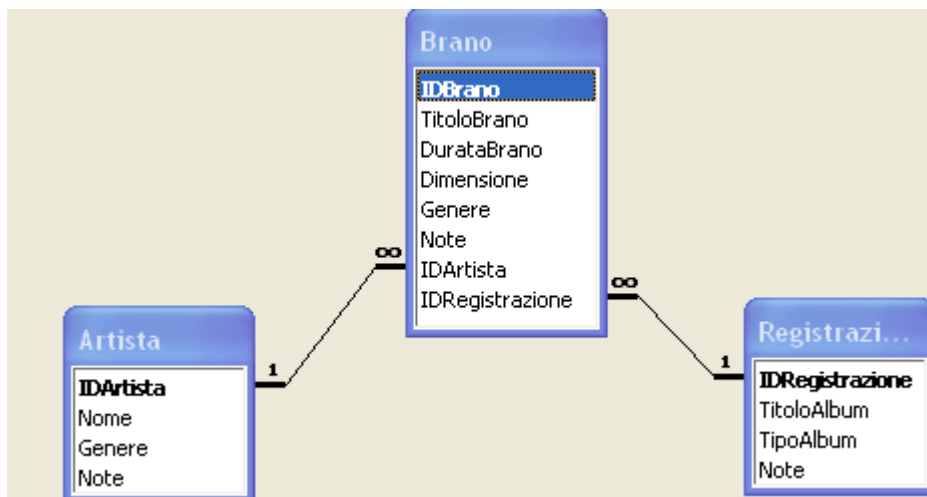 Brano
IDBrano
TitoloBrano
DurataBrano
Dimensione
Genere
Note
IDArtista
IDRegistrazione
∞
∞
1
1
Artista
IDArtista
Nome
Genere
Note
Registrazi...
IDRegistrazione
TitoloAlbum
TipoAlbum
Note